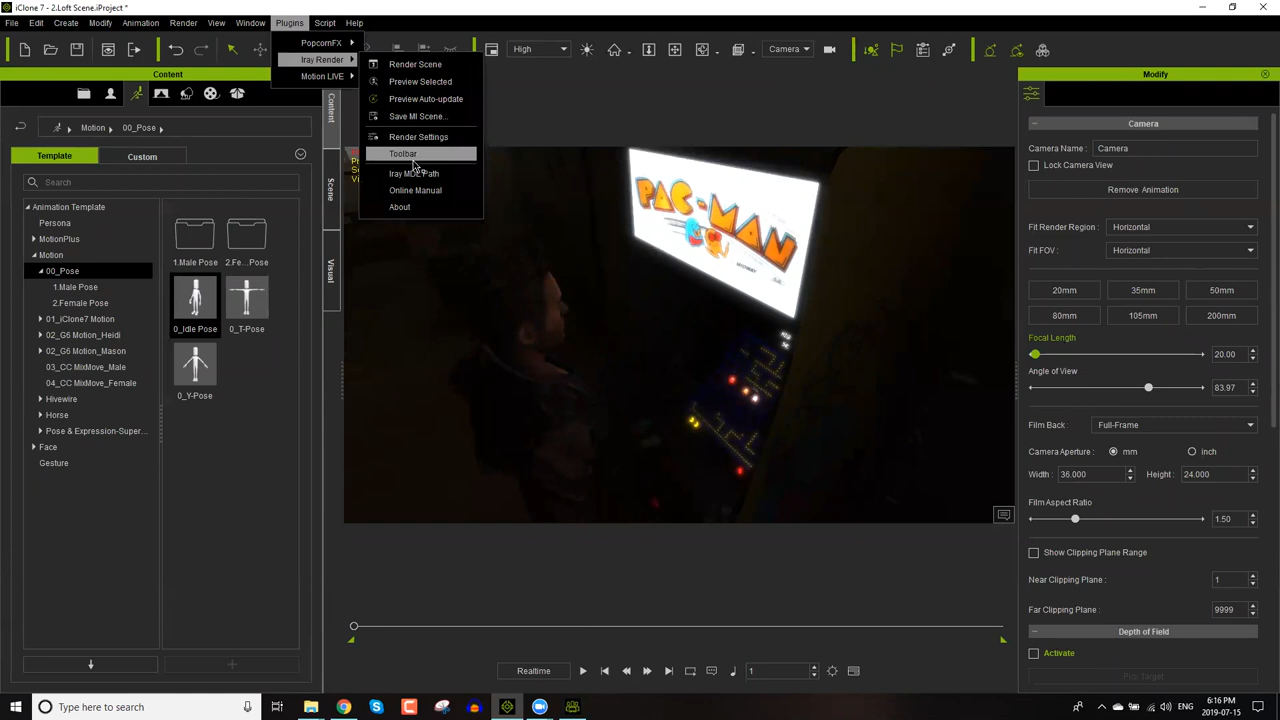 iClone 7 - 2.Loft Scene.iProject *
File Edit Create Modify Animation Render View Window Plugins Script Help
High
Camera
PopcornFX
Iray Render
Motion LIVE
Render Scene
Preview Selected
Preview Auto-update
Save MI Scene...
Render Settings
Toolbar
Iray MDL Path
Online Manual
About
Content
Motion
00_Pose
Template
Custom
Search
Animation Template
Persona
MotionPlus
Motion
00_Pose
1.Male Pose
2.Female Pose
01_iClone7 Motion
02_G6 Motion_Heidi
02_G6 Motion_Mason
03_CC MixMove_Male
04_CC MixMove_Female
Hivewire
Horse
Pose & Expression-Super...
Face
Gesture
1.Male Pose
2.Fe...Pose
0_Idle Pose
0_T-Pose
0_Y-Pose
Content
Scene
Visual
PAC-MAN
Realtime
1
Modify
Camera
Camera Name :
Camera
Lock Camera View
Remove Animation
Fit Render Region :
Horizontal
Fit FOV :
Horizontal
20mm
35mm
50mm
80mm
105mm
200mm
Focal Length
20.00
Angle of View
83.97
Film Back :
Full-Frame
Camera Aperture :
mm
inch
Width :
36.000
Height :
24.000
Film Aspect Ratio
1.50
Show Clipping Plane Range
Near Clipping Plane :
1
Far Clipping Plane :
9999
Depth of Field
Activate
Pick Target
Type here to search
ENG
6:16 PM
2019-07-15